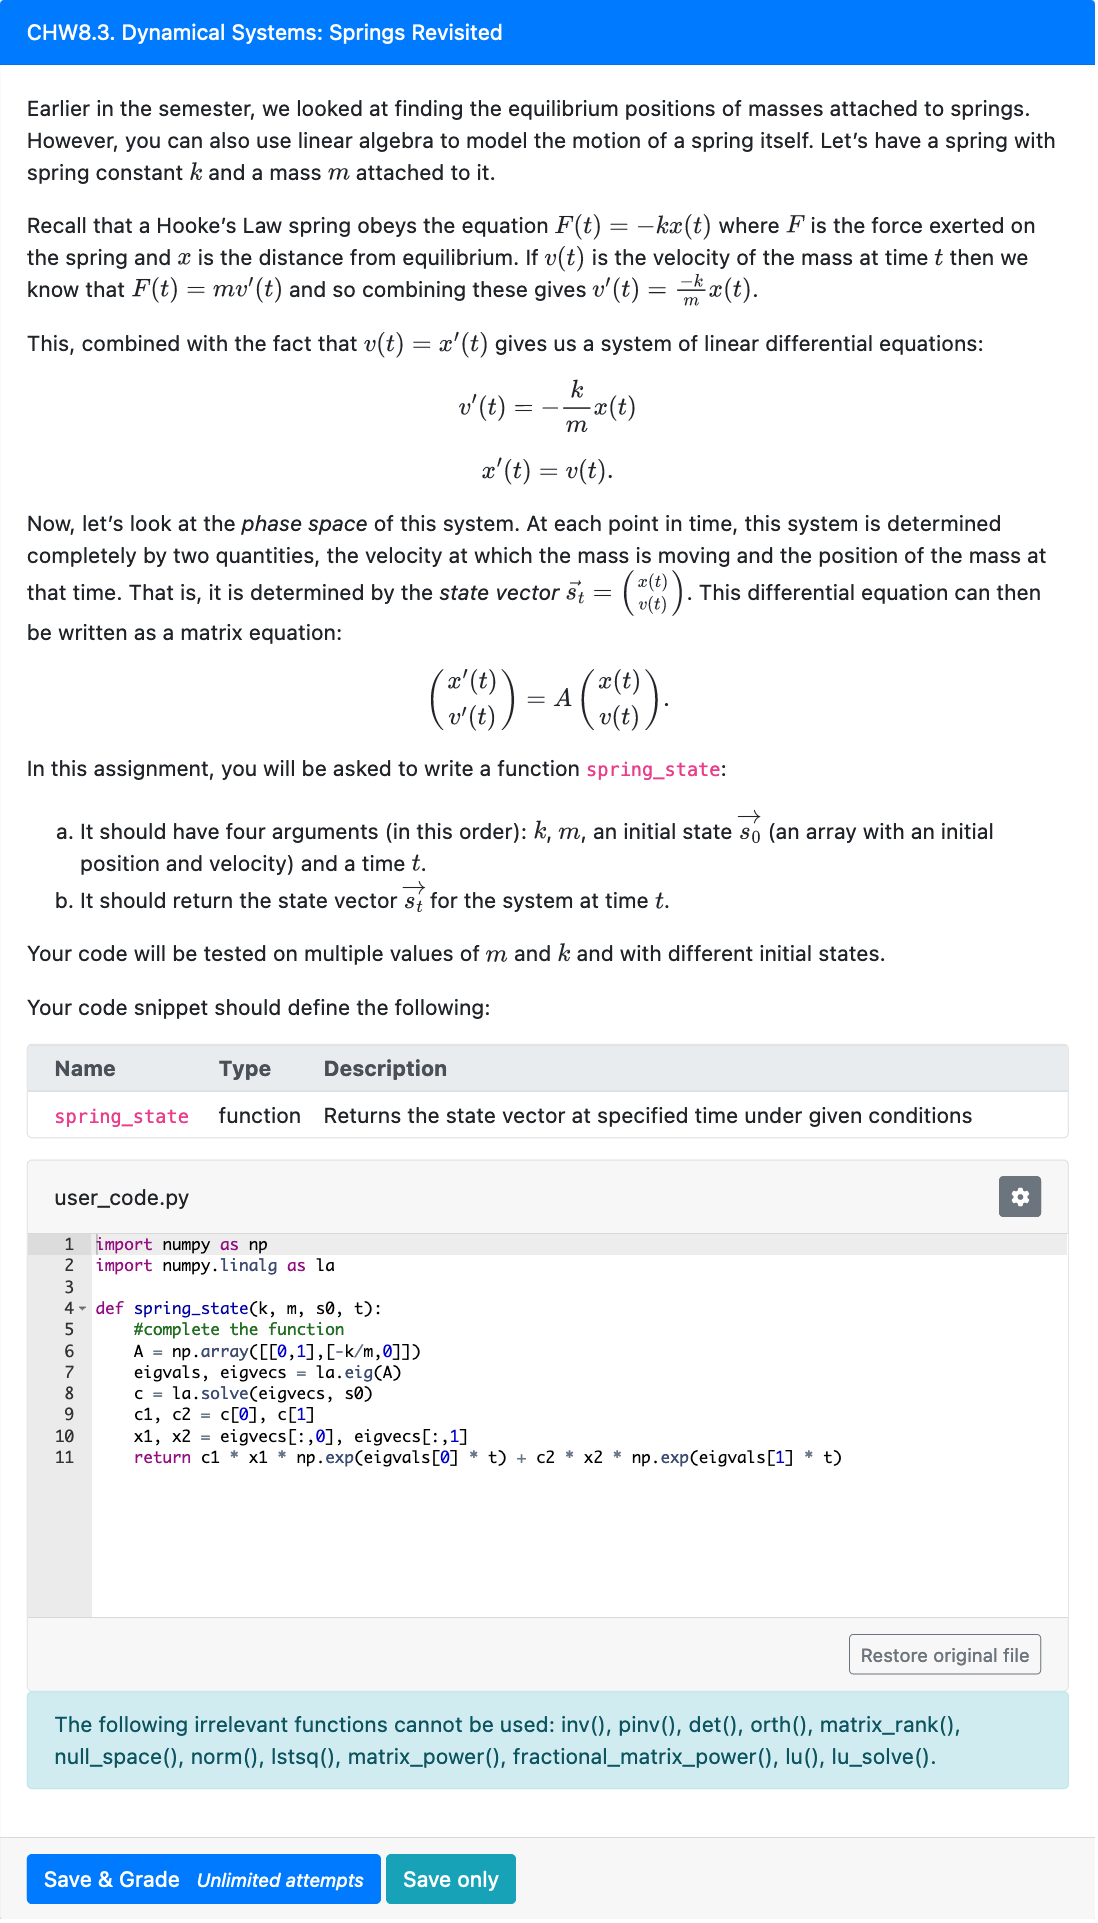 CHW8.3. Dynamical Systems: Springs Revisited
Earlier in the semester, we looked at finding the equilibrium positions of masses attached to springs.
However, you can also use linear algebra to model the motion of a spring itself. Let's have a spring with
spring constant k and a mass m attached to it.
Recall that a Hooke's Law spring obeys the equation F(t) = −kx(t) where F is the force exerted on
the spring and x is the distance from equilibrium. If v(t) is the velocity of the mass at time t then we
know that F(t) = mv′(t) and so combining these gives v′(t) = \frac{-k}{m}x(t).
This, combined with the fact that v(t) = x′(t) gives us a system of linear differential equations:
v′(t) = −\frac{k}{m}x(t)
x′(t) = v(t).
Now, let's look at the phase space of this system. At each point in time, this system is determined
completely by two quantities, the velocity at which the mass is moving and the position of the mass at
that time. That is, it is determined by the state vector \vec{s_t} = \begin{pmatrix} x(t) \\ v(t) \end{pmatrix}. This differential equation can then
be written as a matrix equation:
\begin{pmatrix} x′(t) \\ v′(t) \end{pmatrix} = A \begin{pmatrix} x(t) \\ v(t) \end{pmatrix}.
In this assignment, you will be asked to write a function spring_state:
a. It should have four arguments (in this order): k, m, an initial state \overrightarrow{s_0} (an array with an initial
position and velocity) and a time t.
b. It should return the state vector \overrightarrow{s_t} for the system at time t.
Your code will be tested on multiple values of m and k and with different initial states.
Your code snippet should define the following:
Name Type Description
spring_state function Returns the state vector at specified time under given conditions
user_code.py
1 import numpy as np
2 import numpy.linalg as la
3
4 def spring_state(k, m, s0, t):
5 #complete the function
6 A = np.array([[0,1],[-k/m,0]])
7 eigvals, eigvecs = la.eig(A)
8 c = la.solve(eigvecs, s0)
9 c1, c2 = c[0], c[1]
10 x1, x2 = eigvecs[:,0], eigvecs[:,1]
11 return c1 * x1 * np.exp(eigvals[0] * t) + c2 * x2 * np.exp(eigvals[1] * t)
Restore original file
The following irrelevant functions cannot be used: inv(), pinv(), det(), orth(), matrix_rank(),
null_space(), norm(), lstsq(), matrix_power(), fractional_matrix_power(), lu(), lu_solve().
Save & Grade Unlimited attempts Save only